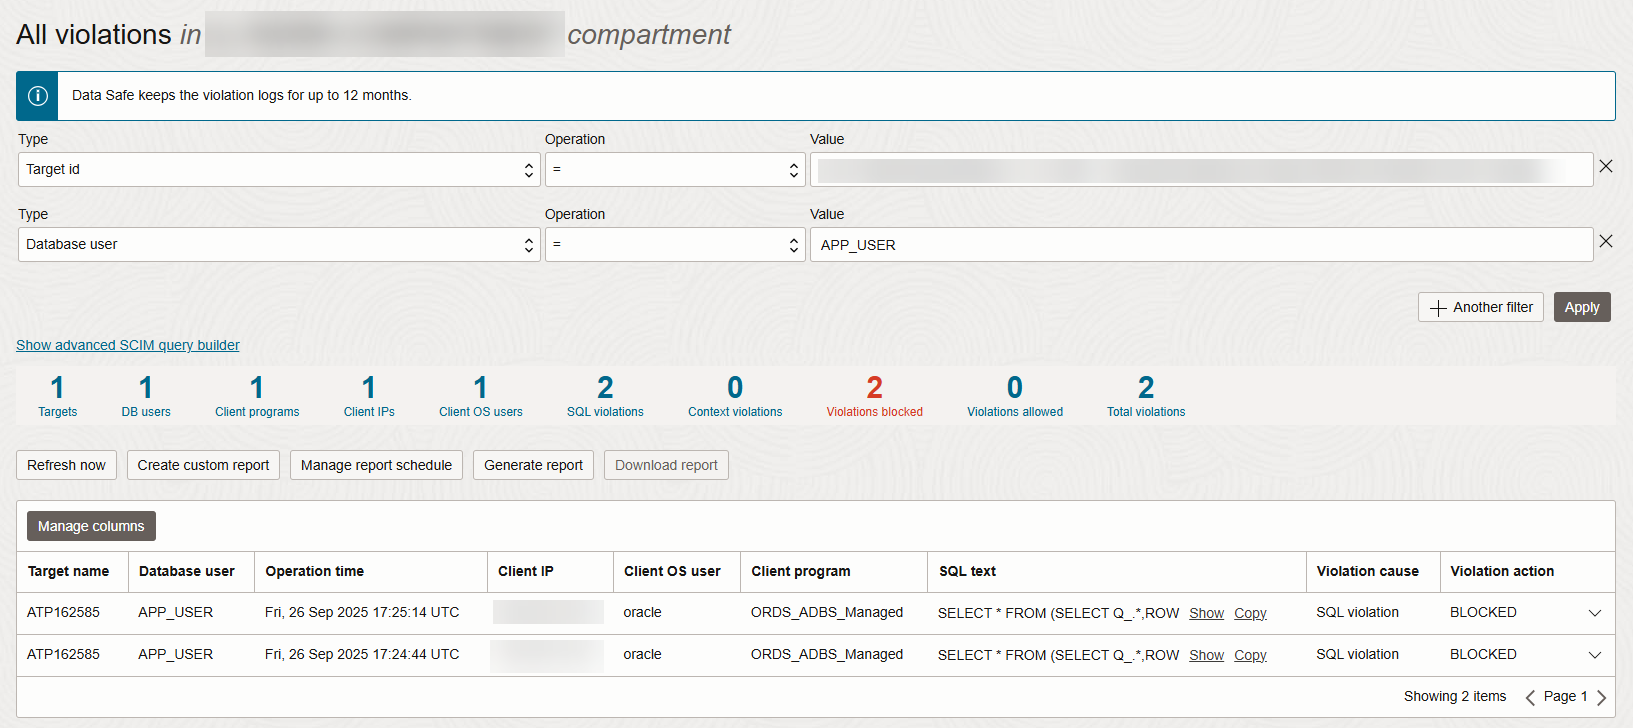 All violations in compartment
Data Safe keeps the violation logs for up to 12 months.
Type Operation Value
Target id =
Type Operation Value
Database user = APP_USER
Another filter Apply
Show advanced SCIM query builder
1 1 1 1 1 2 0 2 0 2
Targets DB users Client programs Client IPs Client OS users SQL violations Context violations Violations blocked Violations allowed Total violations
Refresh now Create custom report Manage report schedule Generate report Download report
Manage columns
Target name Database user Operation time Client IP Client OS user Client program SQL text Violation cause Violation action
ATP162585 APP_USER Fri, 26 Sep 2025 17:25:14 UTC oracle ORDS_ADBS_Managed SELECT * FROM (SELECT Q_.*,ROW Show Copy SQL violation BLOCKED
ATP162585 APP_USER Fri, 26 Sep 2025 17:24:44 UTC oracle ORDS_ADBS_Managed SELECT * FROM (SELECT Q_.*,ROW Show Copy SQL violation BLOCKED
Showing 2 items Page 1